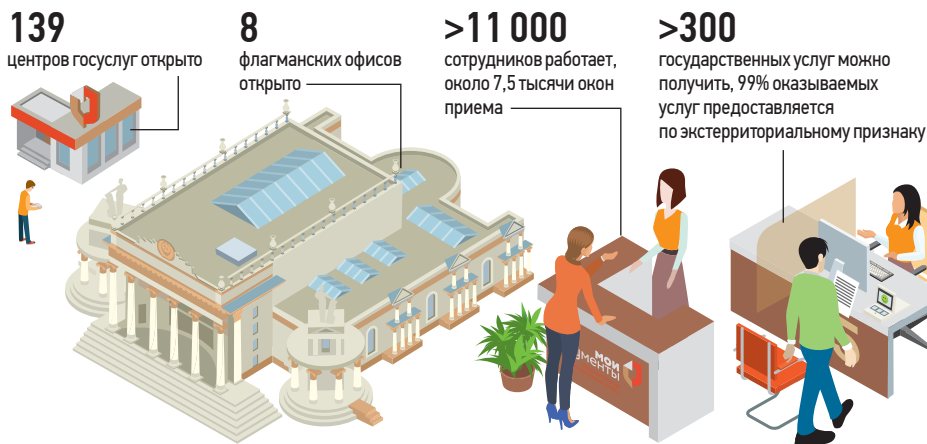 139
центров госуслуг открыто
8
флагманских офисов
открыто
>11 000
сотрудников работает,
около 7,5 тысячи окон
приема
>300
государственных услуг можно
получить, 99% оказываемых
услуг предоставляется
по экстерриториальному признаку
мои